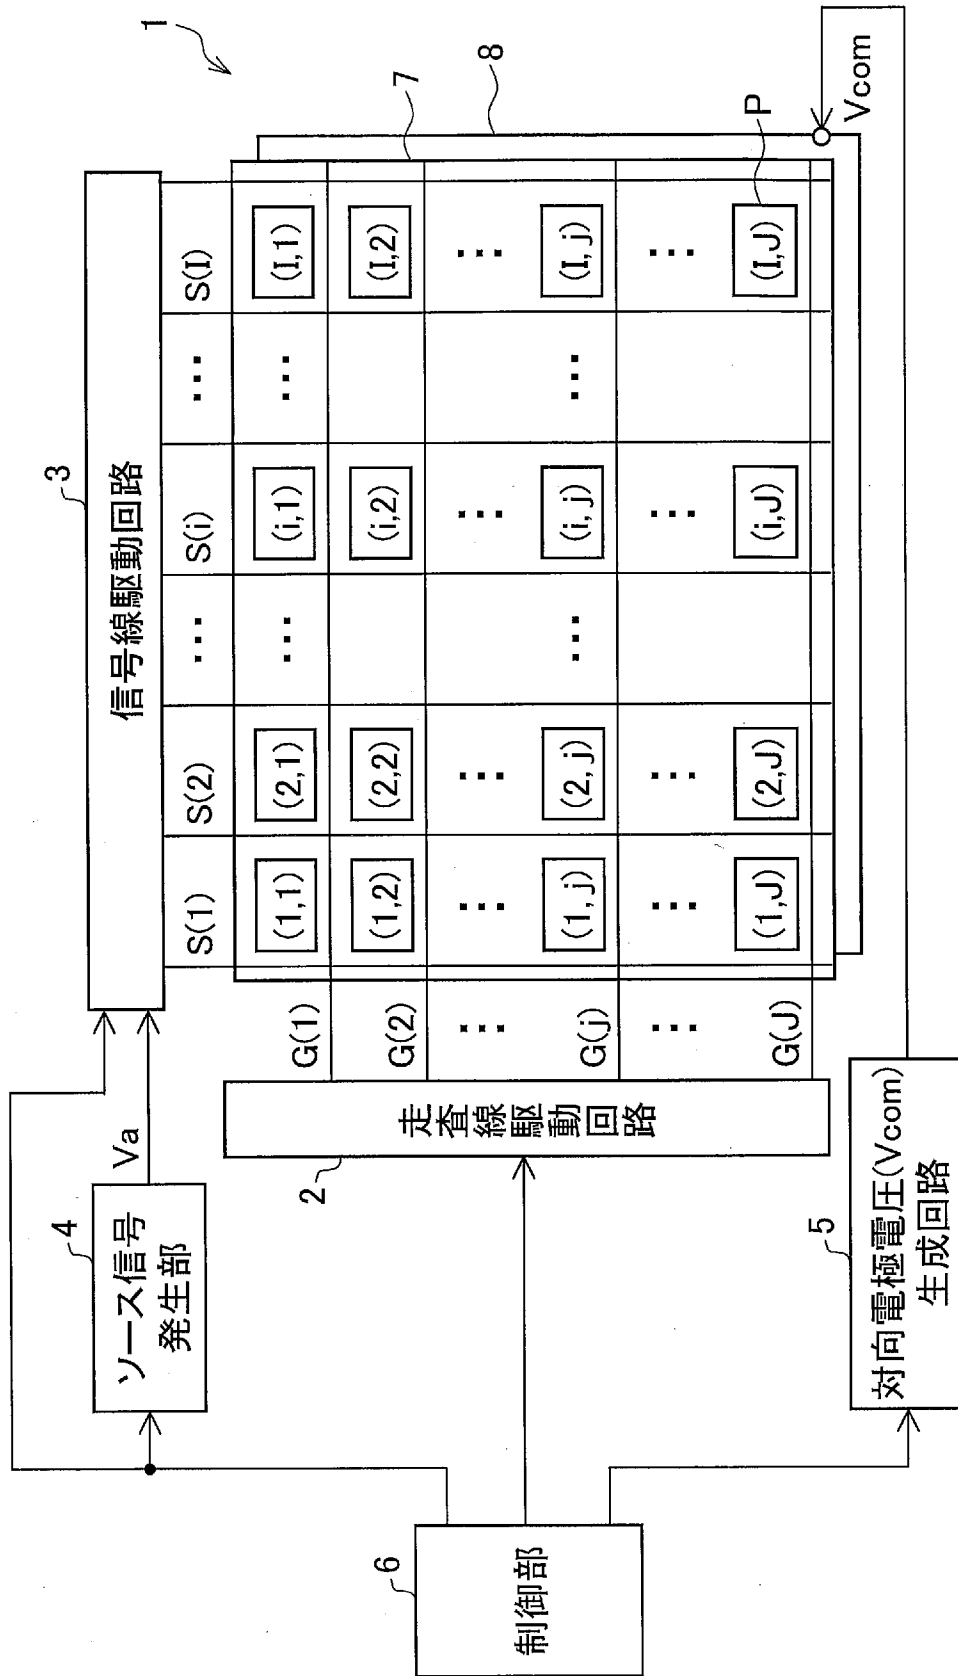 1
3
信号線駆動回路
4
ソース信号
発生部
Va
S(1) S(2) ••• S(i) ••• S(I)
7
8
G(1) (1,1) (2,1) ••• (i,1) ••• (I,1)
G(2) (1,2) (2,2) (i,2) (I,2)
••• ••• ••• ••• •••
G(j) (1,j) (2,j) ••• (i,j) ••• (I,j)
••• ••• ••• ••• •••
G(J) (1,J) (2,J) (i,J) (I,J)
P
走査線駆動回路
2
6
制御部
Vcom
5
対向電極電圧(Vcom)
生成回路